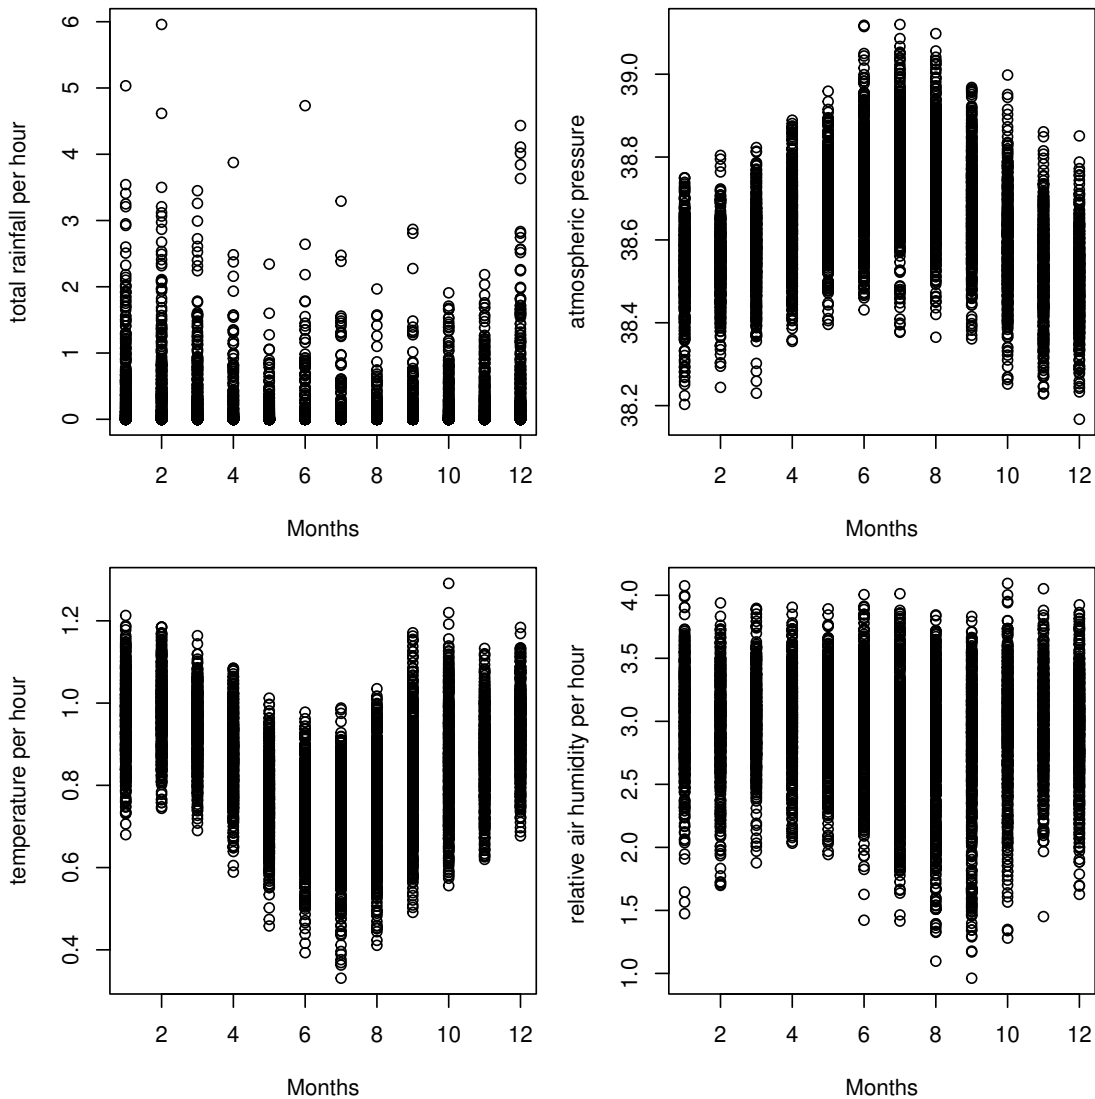 total rainfall per hour
0 1 2 3 4 5 6
2 4 6 8 10 12
Months
atmospheric pressure
38.2 38.4 38.6 38.8 39.0
2 4 6 8 10 12
Months
temperature per hour
0.4 0.6 0.8 1.0 1.2
2 4 6 8 10 12
Months
relative air humidity per hour
1.0 1.5 2.0 2.5 3.0 3.5 4.0
2 4 6 8 10 12
Months